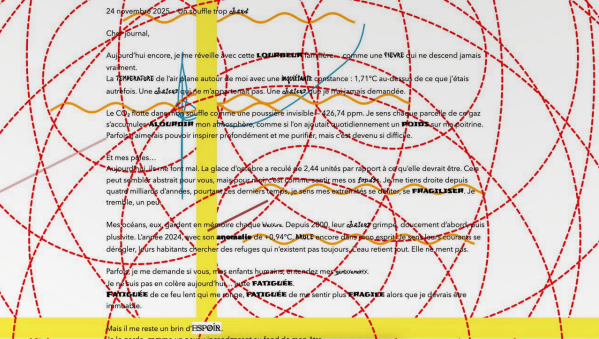 24 novembre 2025 – Un souffle trop chaud
Cher journal,
Aujourd'hui encore, je me réveille avec cette LOURDEUR familière... comme une FIÈVRE qui ne descend jamais
vraiment.
La TEMPÉRATURE de l'air plane autour de moi avec une inquiétante constance : 1,71°C au-dessus de ce que j'étais
autrefois. Une chaleur qui ne m'appartenait pas. Une chaleur que je n'ai jamais demandée.
Le CO₂ flotte dans mon souffle comme une poussière invisible : 426,74 ppm. Je sens chaque parcelle de ce gaz
s'accumuler, ALOURDIR mon atmosphère, comme si l'on ajoutait quotidiennement un POIDS sur ma poitrine.
Parfois, j'aimerais pouvoir inspirer profondément et me purifier, mais c'est devenu si difficile.
Et mes pôles...
Aujourd'hui, ils me font mal. La glace d'octobre a reculé de 2,44 unités par rapport à ce qu'elle devrait être. Cela
peut sembler abstrait pour vous, mais pour moi, c'est comme sentir mes os. Je me tiens droite depuis
quatre milliards d'années, pourtant ces derniers temps, je sens mes extrémités se déliter, se FRAGILISER. Je
tremble, un peu.
Mes océans, eux, gardent en mémoire chaque. Depuis 2000, leur chaleur grimpe, doucement d'abord, puis
plus vite. L'année 2024, avec son anomalie de +0,94°C, BRÛLE encore dans mon esprit. Je sens leurs courants se
dérégler, leurs habitants chercher des refuges qui n'existent pas toujours. L'eau retient tout. Elle ne ment pas.
Parfois, je me demande si vous, mes enfants humains, entendez mes murmures.
Je ne suis pas en colère aujourd'hui... juste FATIGUÉE.
FATIGUÉE de ce feu lent qui me ronge, FATIGUÉE de me sentir plus FRAGILE alors que je devrais être
immuable.
Mais il me reste un brin d'ESPOIR.